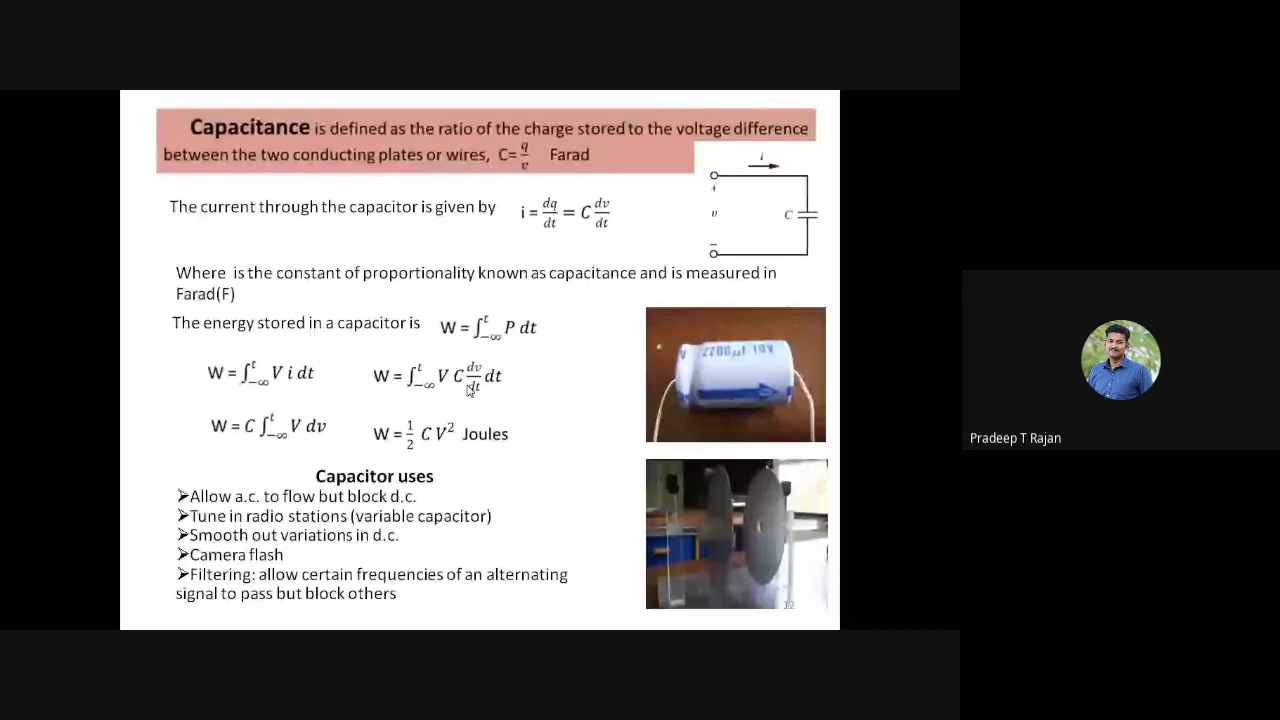 Capacitance is defined as the ratio of the charge stored to the voltage difference
between the two conducting plates or wires, C= q/v Farad
i
+
v
−
C
The current through the capacitor is given by i = dq/dt = C dv/dt
Where is the constant of proportionality known as capacitance and is measured in
Farad(F)
The energy stored in a capacitor is W = ∫_{-∞}^{t} P dt
W = ∫_{-∞}^{t} V i dt W = ∫_{-∞}^{t} V C dv/dt dt
W = C ∫_{-∞}^{t} V dv W = 1/2 C V² Joules
Capacitor uses
➢Allow a.c. to flow but block d.c.
➢Tune in radio stations (variable capacitor)
➢Smooth out variations in d.c.
➢Camera flash
➢Filtering: allow certain frequencies of an alternating
signal to pass but block others
12
Pradeep T Rajan